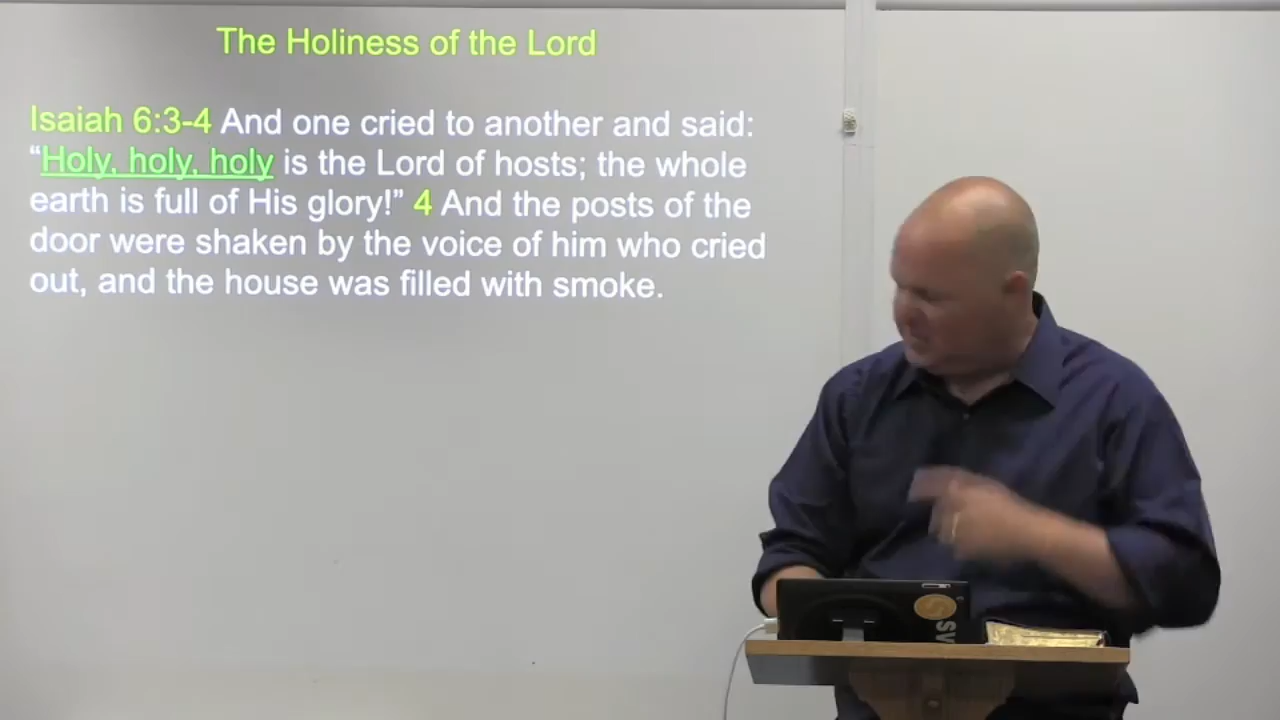 The Holiness of the Lord
Isaiah 6:3-4 And one cried to another and said:
“Holy, holy, holy is the Lord of hosts; the whole
earth is full of His glory!” 4 And the posts of the
door were shaken by the voice of him who cried
out, and the house was filled with smoke.
SV